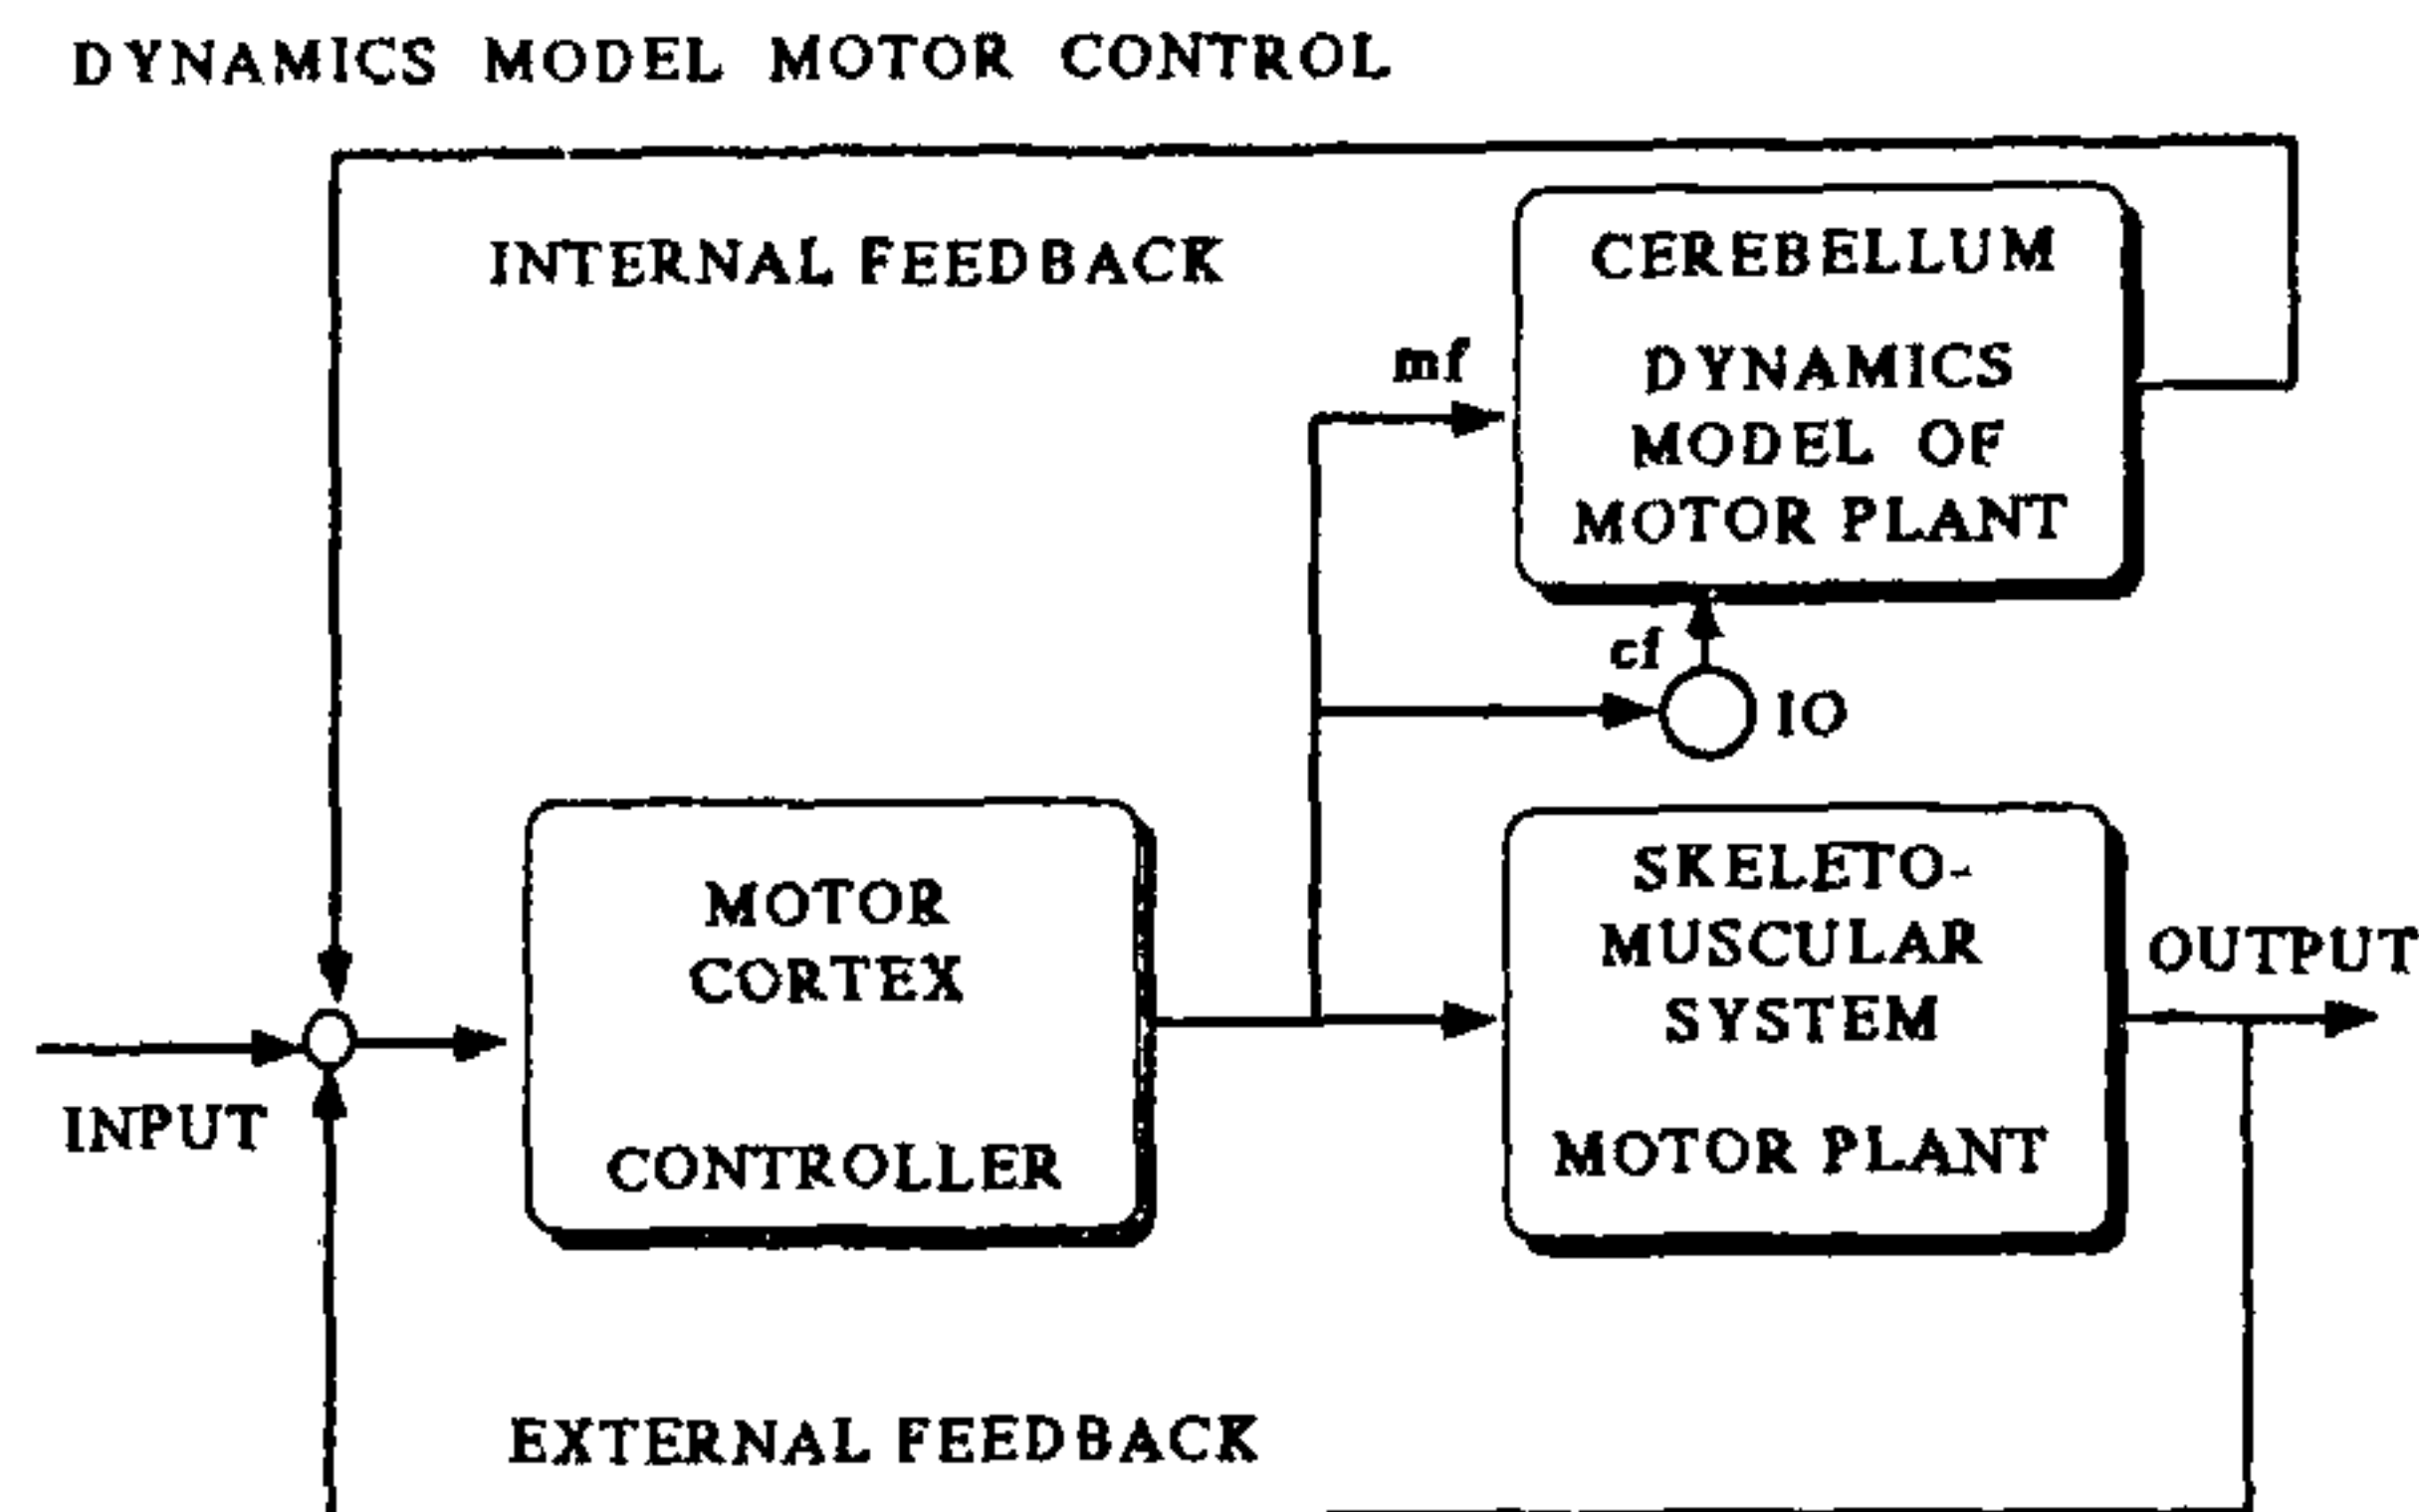 DYNAMICS MODEL MOTOR CONTROL
INTERNAL FEEDBACK
CEREBELLUM
DYNAMICS
MODEL OF
MOTOR PLANT
mf
cf
IO
MOTOR
CORTEX
CONTROLLER
SKELETO-
MUSCULAR
SYSTEM
MOTOR PLANT
OUTPUT
INPUT
EXTERNAL FEEDBACK